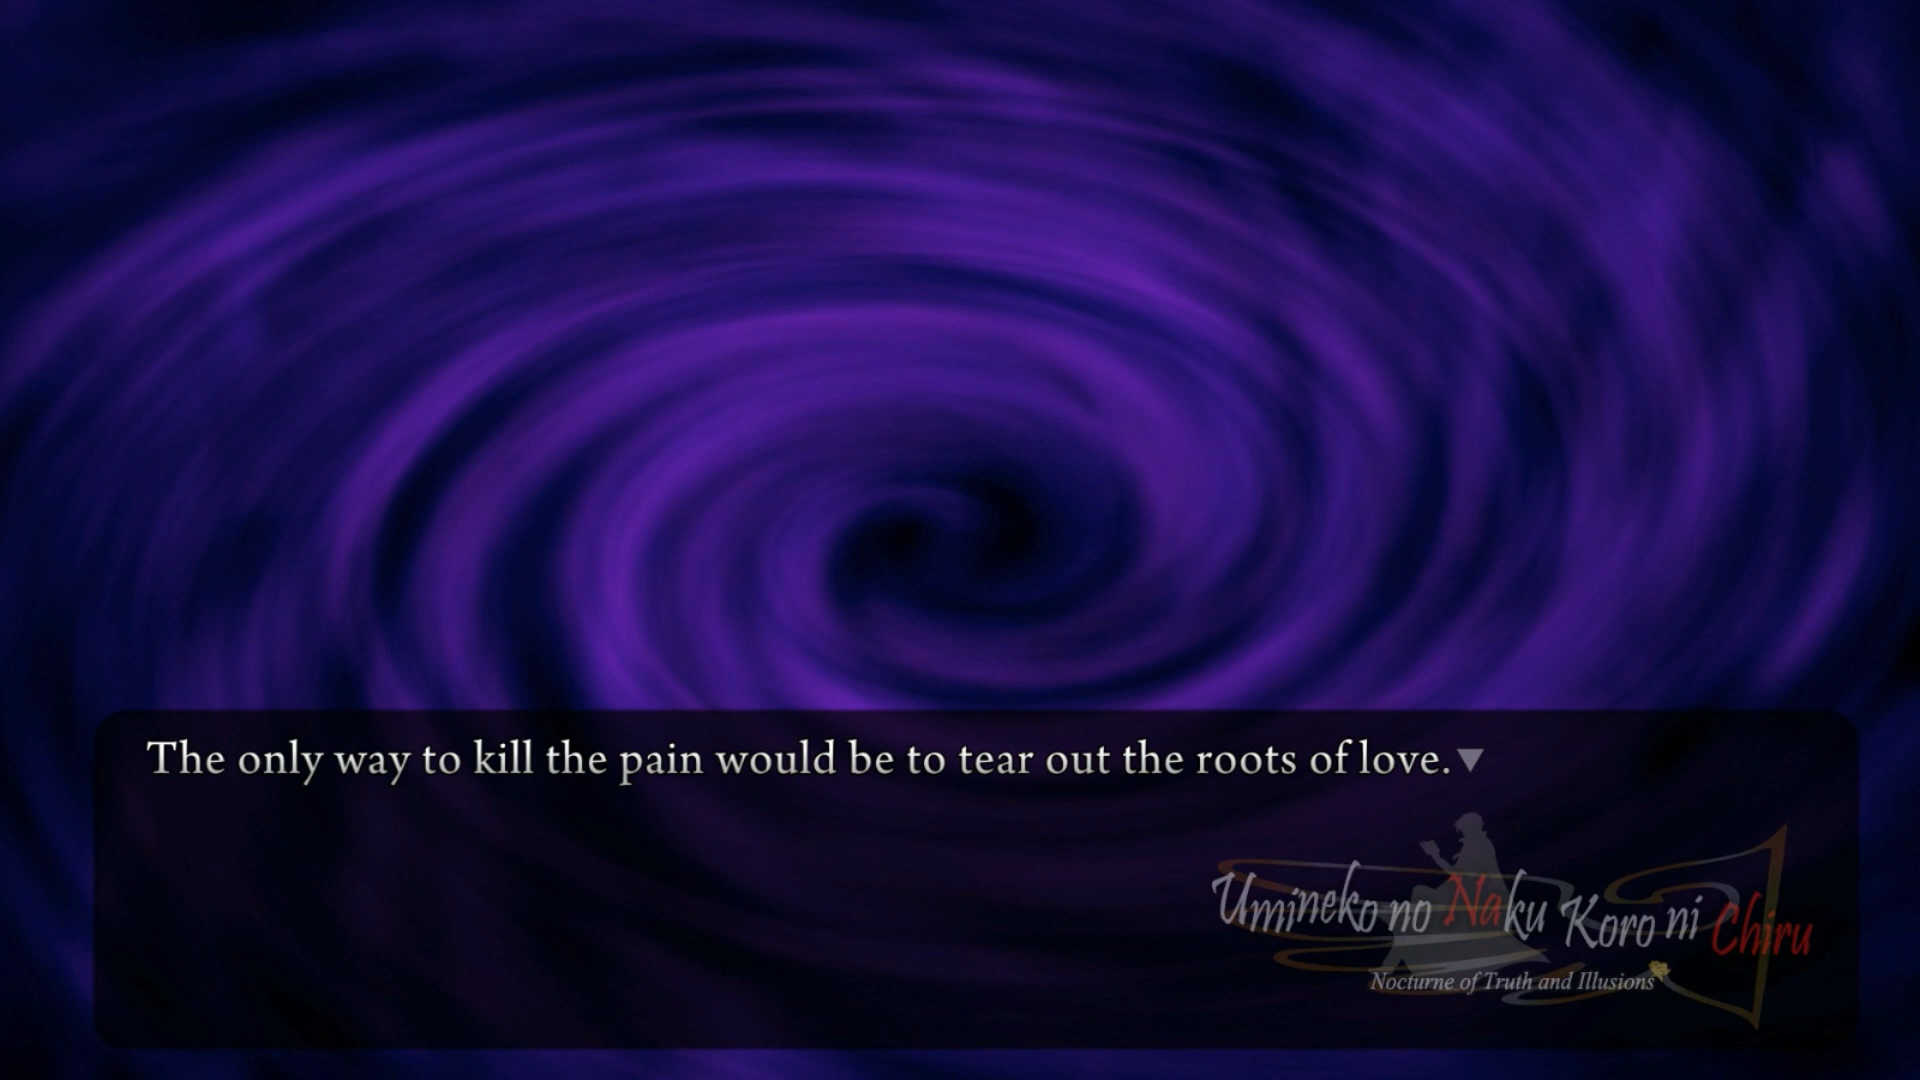 The only way to kill the pain would be to tear out the roots of love.
Umineko no Naku Koro ni Chiru
Nocturne of Truth and Illusions